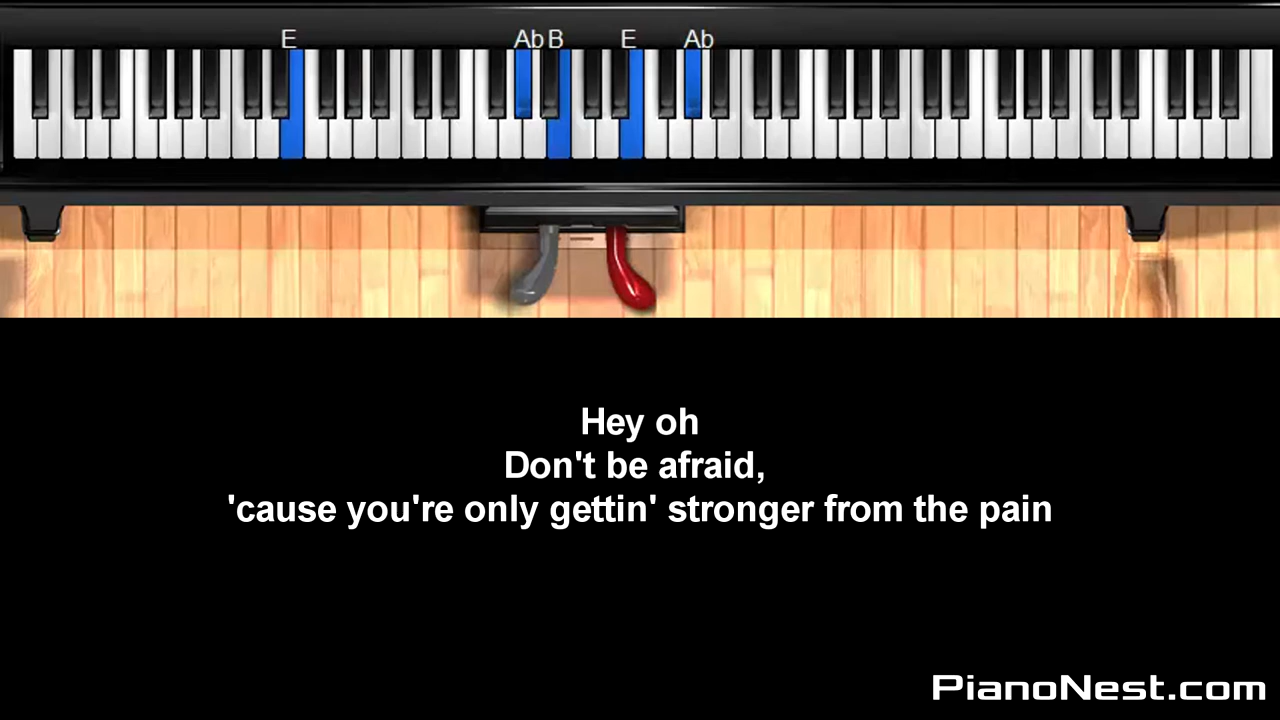 E Ab B E Ab
Hey oh
Don't be afraid,
'cause you're only gettin' stronger from the pain
PianoNest.com